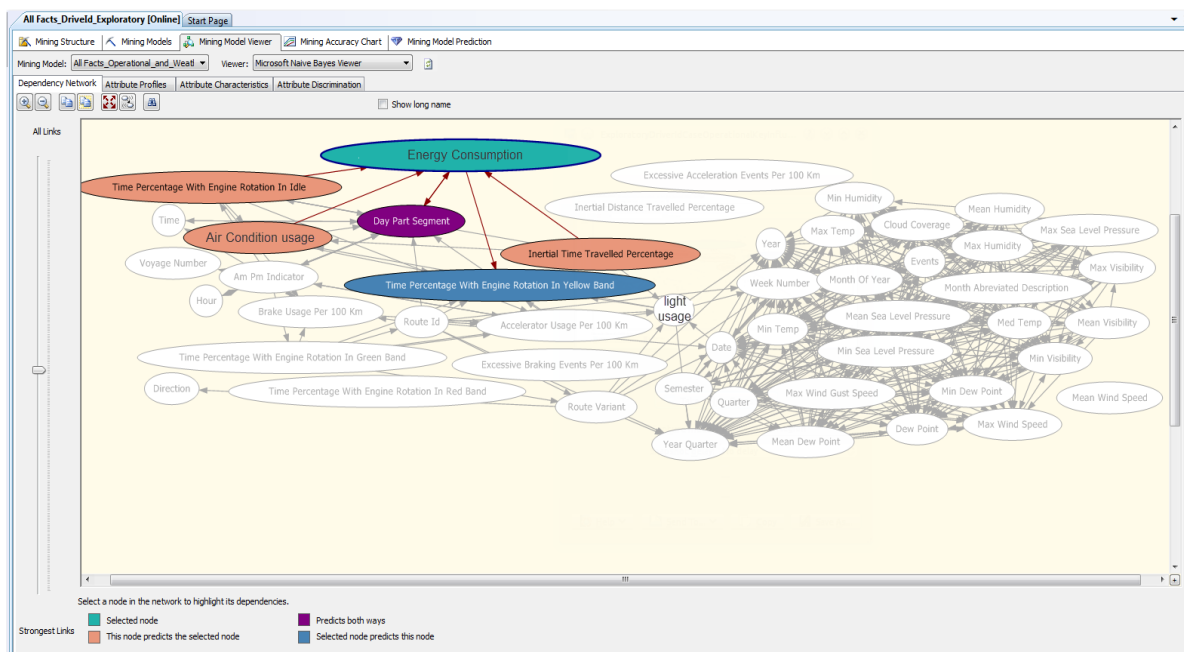 All Facts_DriveId_Exploratory [Online] Start Page
Mining Structure Mining Models Mining Model Viewer Mining Accuracy Chart Mining Model Prediction
Mining Model: All Facts_Operational_and_Weatl Viewer: Microsoft Naive Bayes Viewer
Dependency Network Attribute Profiles Attribute Characteristics Attribute Discrimination
Show long name
All Links
Energy Consumption
Excessive Acceleration Events Per 100 Km
Time Percentage With Engine Rotation In Idle
Min Humidity
Inertial Distance Travelled Percentage
Mean Humidity
Time
Day Part Segment
Cloud Coverage
Max Temp
Max Sea Level Pressure
Air Condition usage
Year
Max Humidity
Inertial Time Travelled Percentage
Events
Voyage Number
Max Visibility
Am Pm Indicator
Month Of Year
Week Number
Time Percentage With Engine Rotation In Yellow Band
Month Abreviated Description
Hour
light
usage
Brake Usage Per 100 Km
Mean Sea Level Pressure
Route Id
Accelerator Usage Per 100 Km
Min Temp
Med Temp
Mean Visibility
Date
Min Sea Level Pressure
Time Percentage With Engine Rotation In Green Band
Min Visibility
Excessive Braking Events Per 100 Km
Direction
Time Percentage With Engine Rotation In Red Band
Semester
Max Wind Gust Speed
Min Dew Point
Mean Wind Speed
Quarter
Route Variant
Max Wind Speed
Dew Point
Year Quarter
Mean Dew Point
Select a node in the network to highlight its dependencies.
Selected node
Predicts both ways
Strongest Links
This node predicts the selected node
Selected node predicts this node